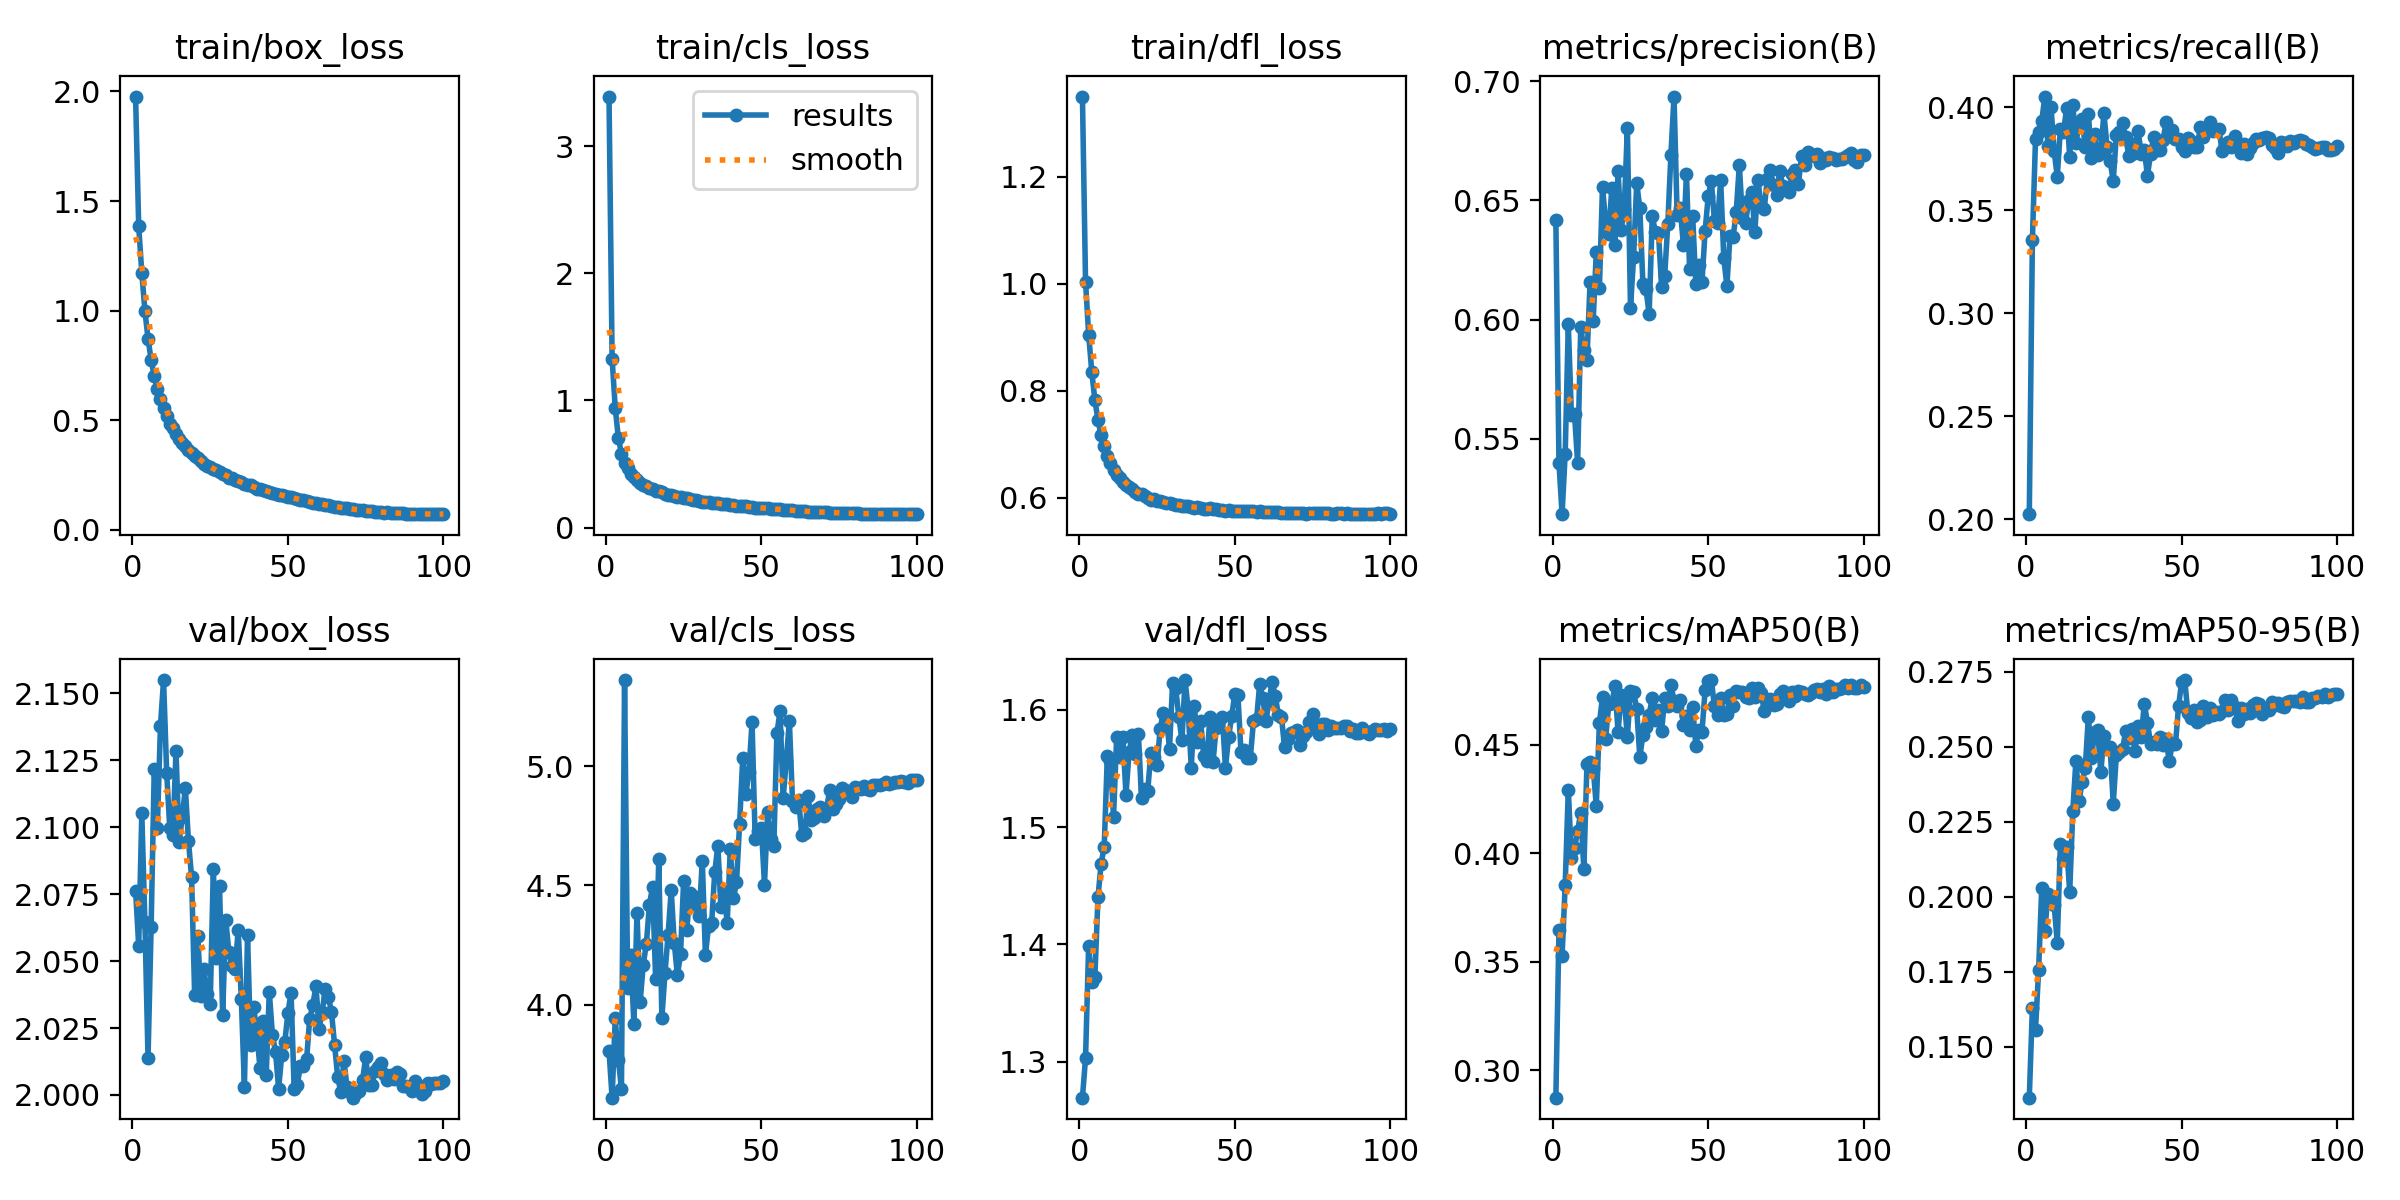 train/box_loss
2.0
1.5
1.0
0.5
0.0
0 50 100
train/cls_loss
results
smooth
3
2
1
0
0 50 100
train/dfl_loss
1.2
1.0
0.8
0.6
0 50 100
metrics/precision(B)
0.70
0.65
0.60
0.55
0 50 100
metrics/recall(B)
0.40
0.35
0.30
0.25
0.20
0 50 100
val/box_loss
2.150
2.125
2.100
2.075
2.050
2.025
2.000
0 50 100
val/cls_loss
5.0
4.5
4.0
0 50 100
val/dfl_loss
1.6
1.5
1.4
1.3
0 50 100
metrics/mAP50(B)
0.45
0.40
0.35
0.30
0 50 100
metrics/mAP50-95(B)
0.275
0.250
0.225
0.200
0.175
0.150
0 50 100